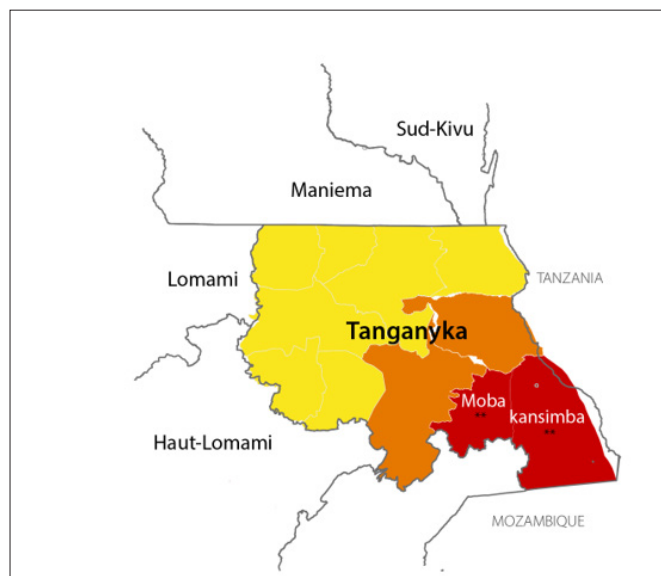 Sud-Kivu
Maniema
Lomami
TANZANIA
Tanganyka
Moba
kansimba
Haut-Lomami
MOZAMBIQUE